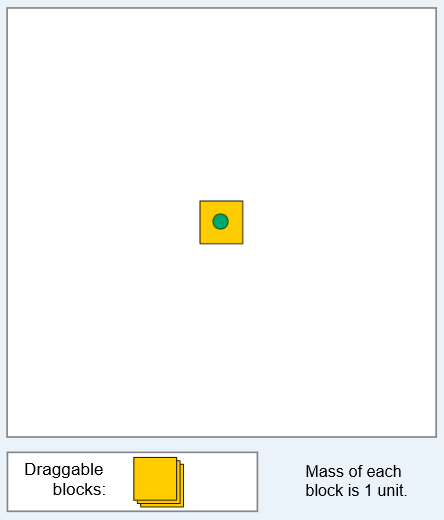 Draggable
blocks:
Mass of each
block is 1 unit.